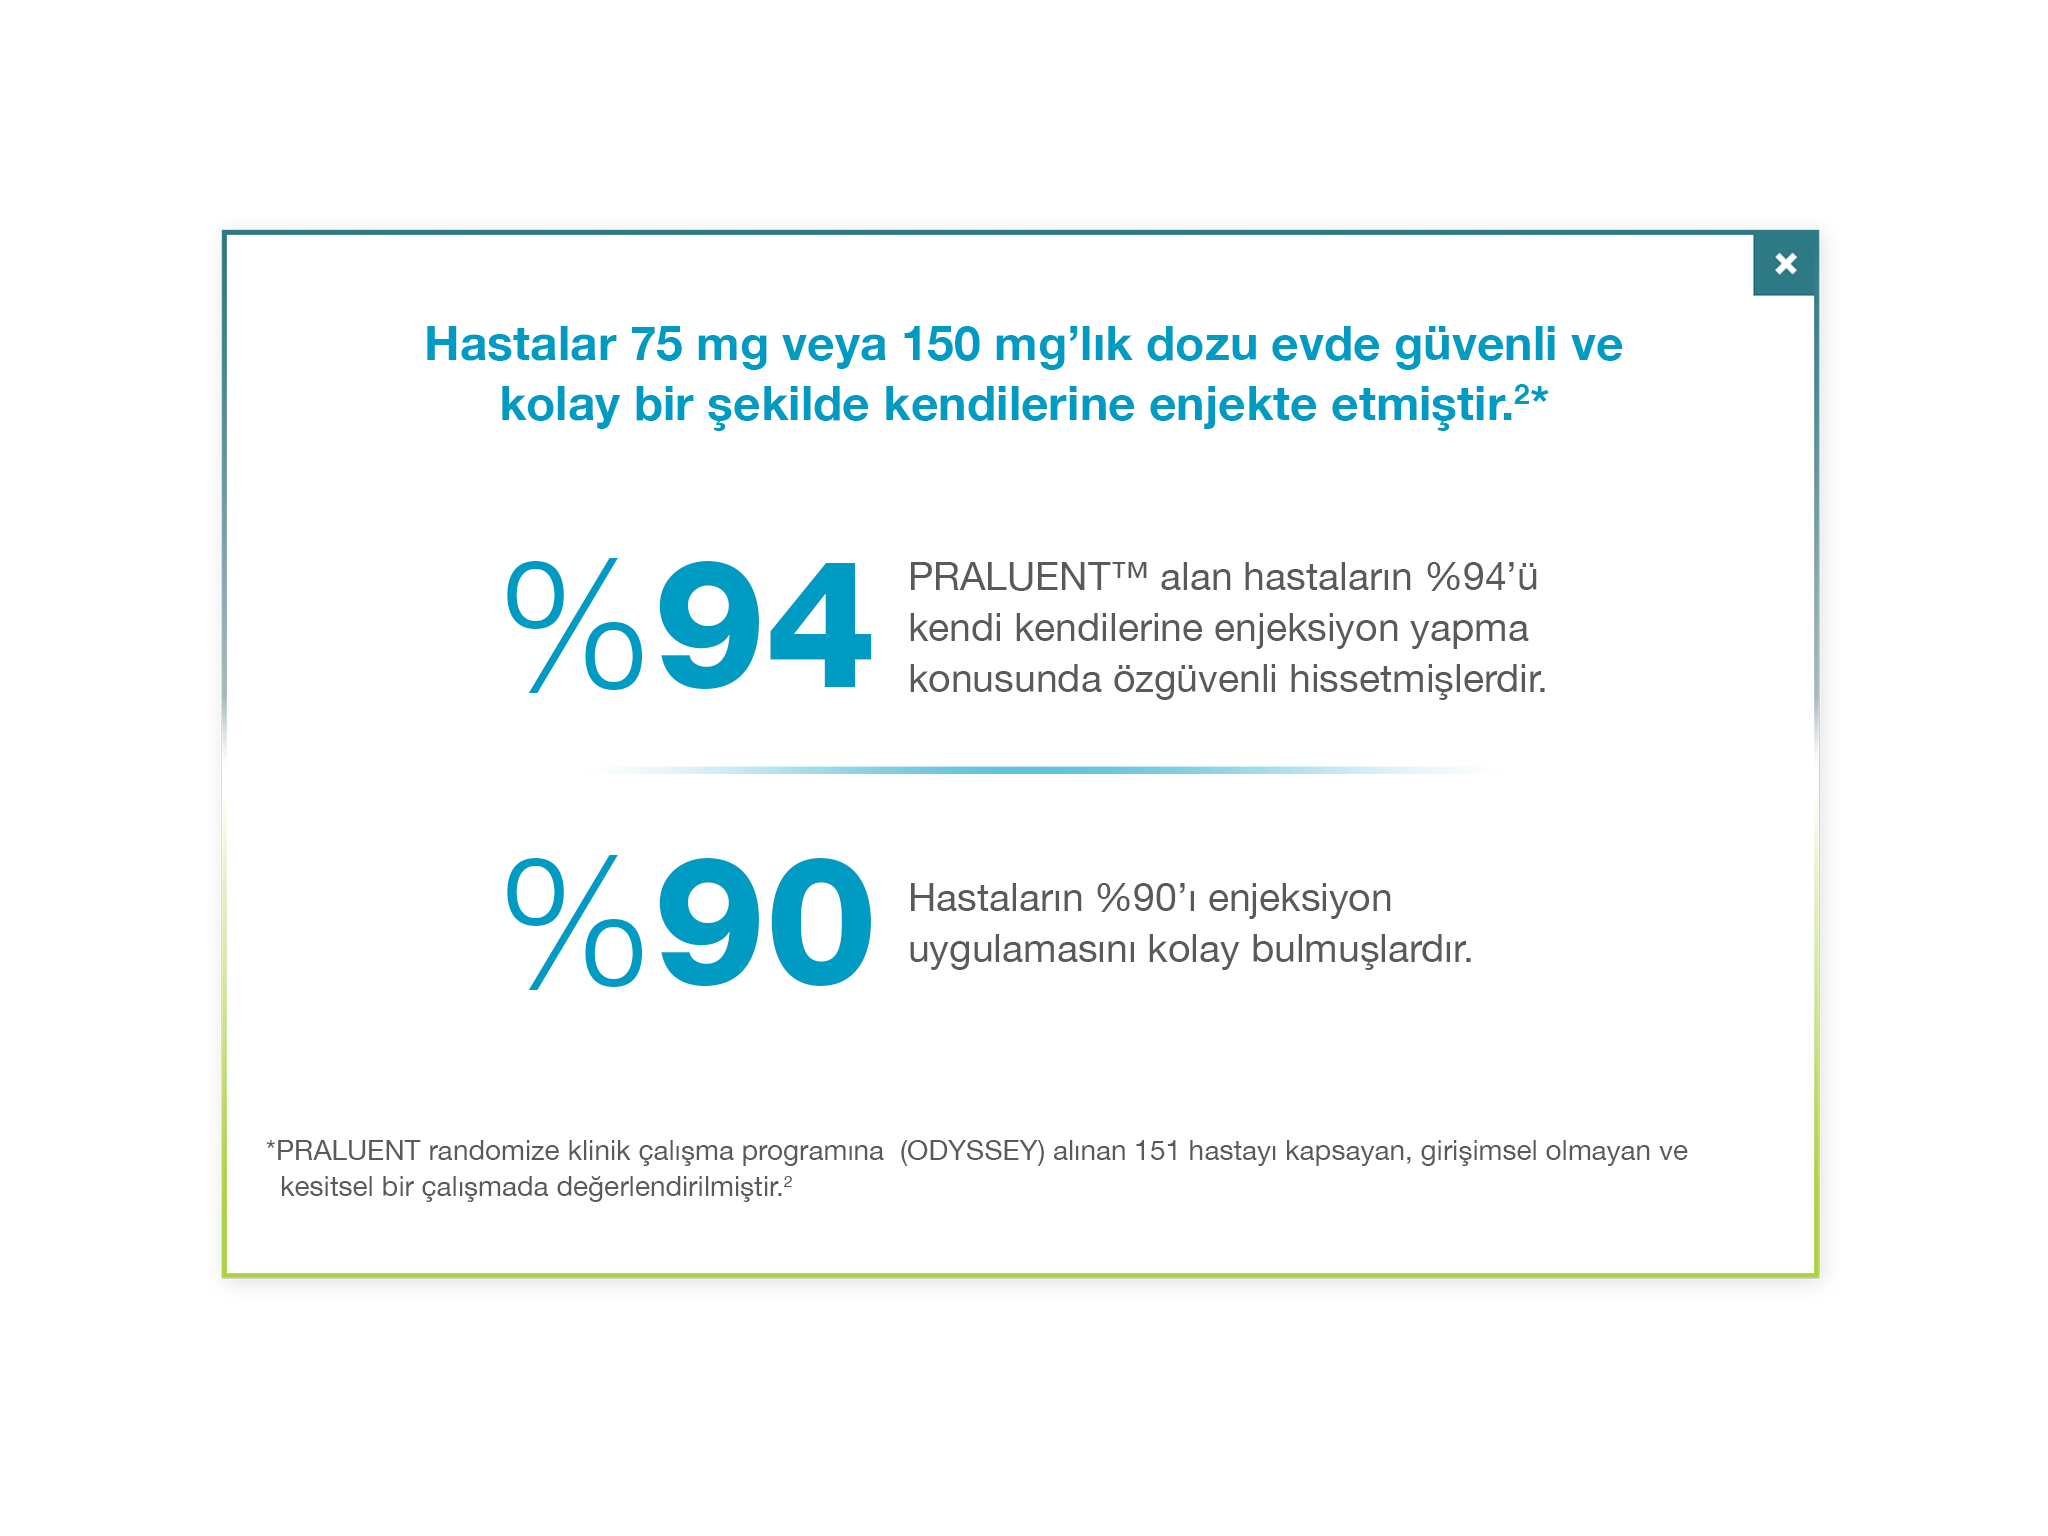 Hastalar 75 mg veya 150 mg’lık dozu evde güvenli ve
kolay bir şekilde kendilerine enjekte etmiştir.²*
%94
PRALUENT™ alan hastaların %94’ü
kendi kendilerine enjeksiyon yapma
konusunda özgüvenli hissetmişlerdir.
%90
Hastaların %90’ı enjeksiyon
uygulamasını kolay bulmuşlardır.
*PRALUENT randomize klinik çalışma programına  (ODYSSEY) alınan 151 hastayı kapsayan, girişimsel olmayan ve
kesitsel bir çalışmada değerlendirilmiştir.²